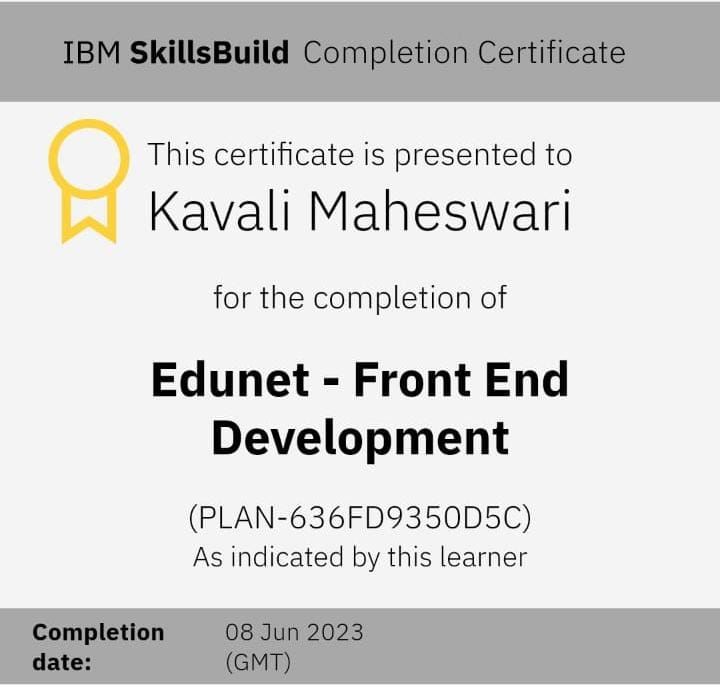 IBM SkillsBuild Completion Certificate
This certificate is presented to
Kavali Maheswari
for the completion of
Edunet - Front End
Development
(PLAN-636FD9350D5C)
As indicated by this learner
Completion date: 08 Jun 2023 (GMT)